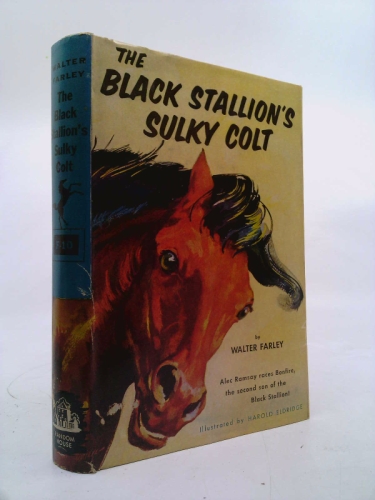 THE
BLACK STALLION'S
SULKY COLT
by
WALTER FARLEY
Alec Ramsay races Bonfire,
the second son of the
Black Stallion!
Illustrated by HAROLD ELDRIDGE
WALTER
FARLEY
The
Black
Stallion's
Sulky
Colt
RANDOM
HOUSE